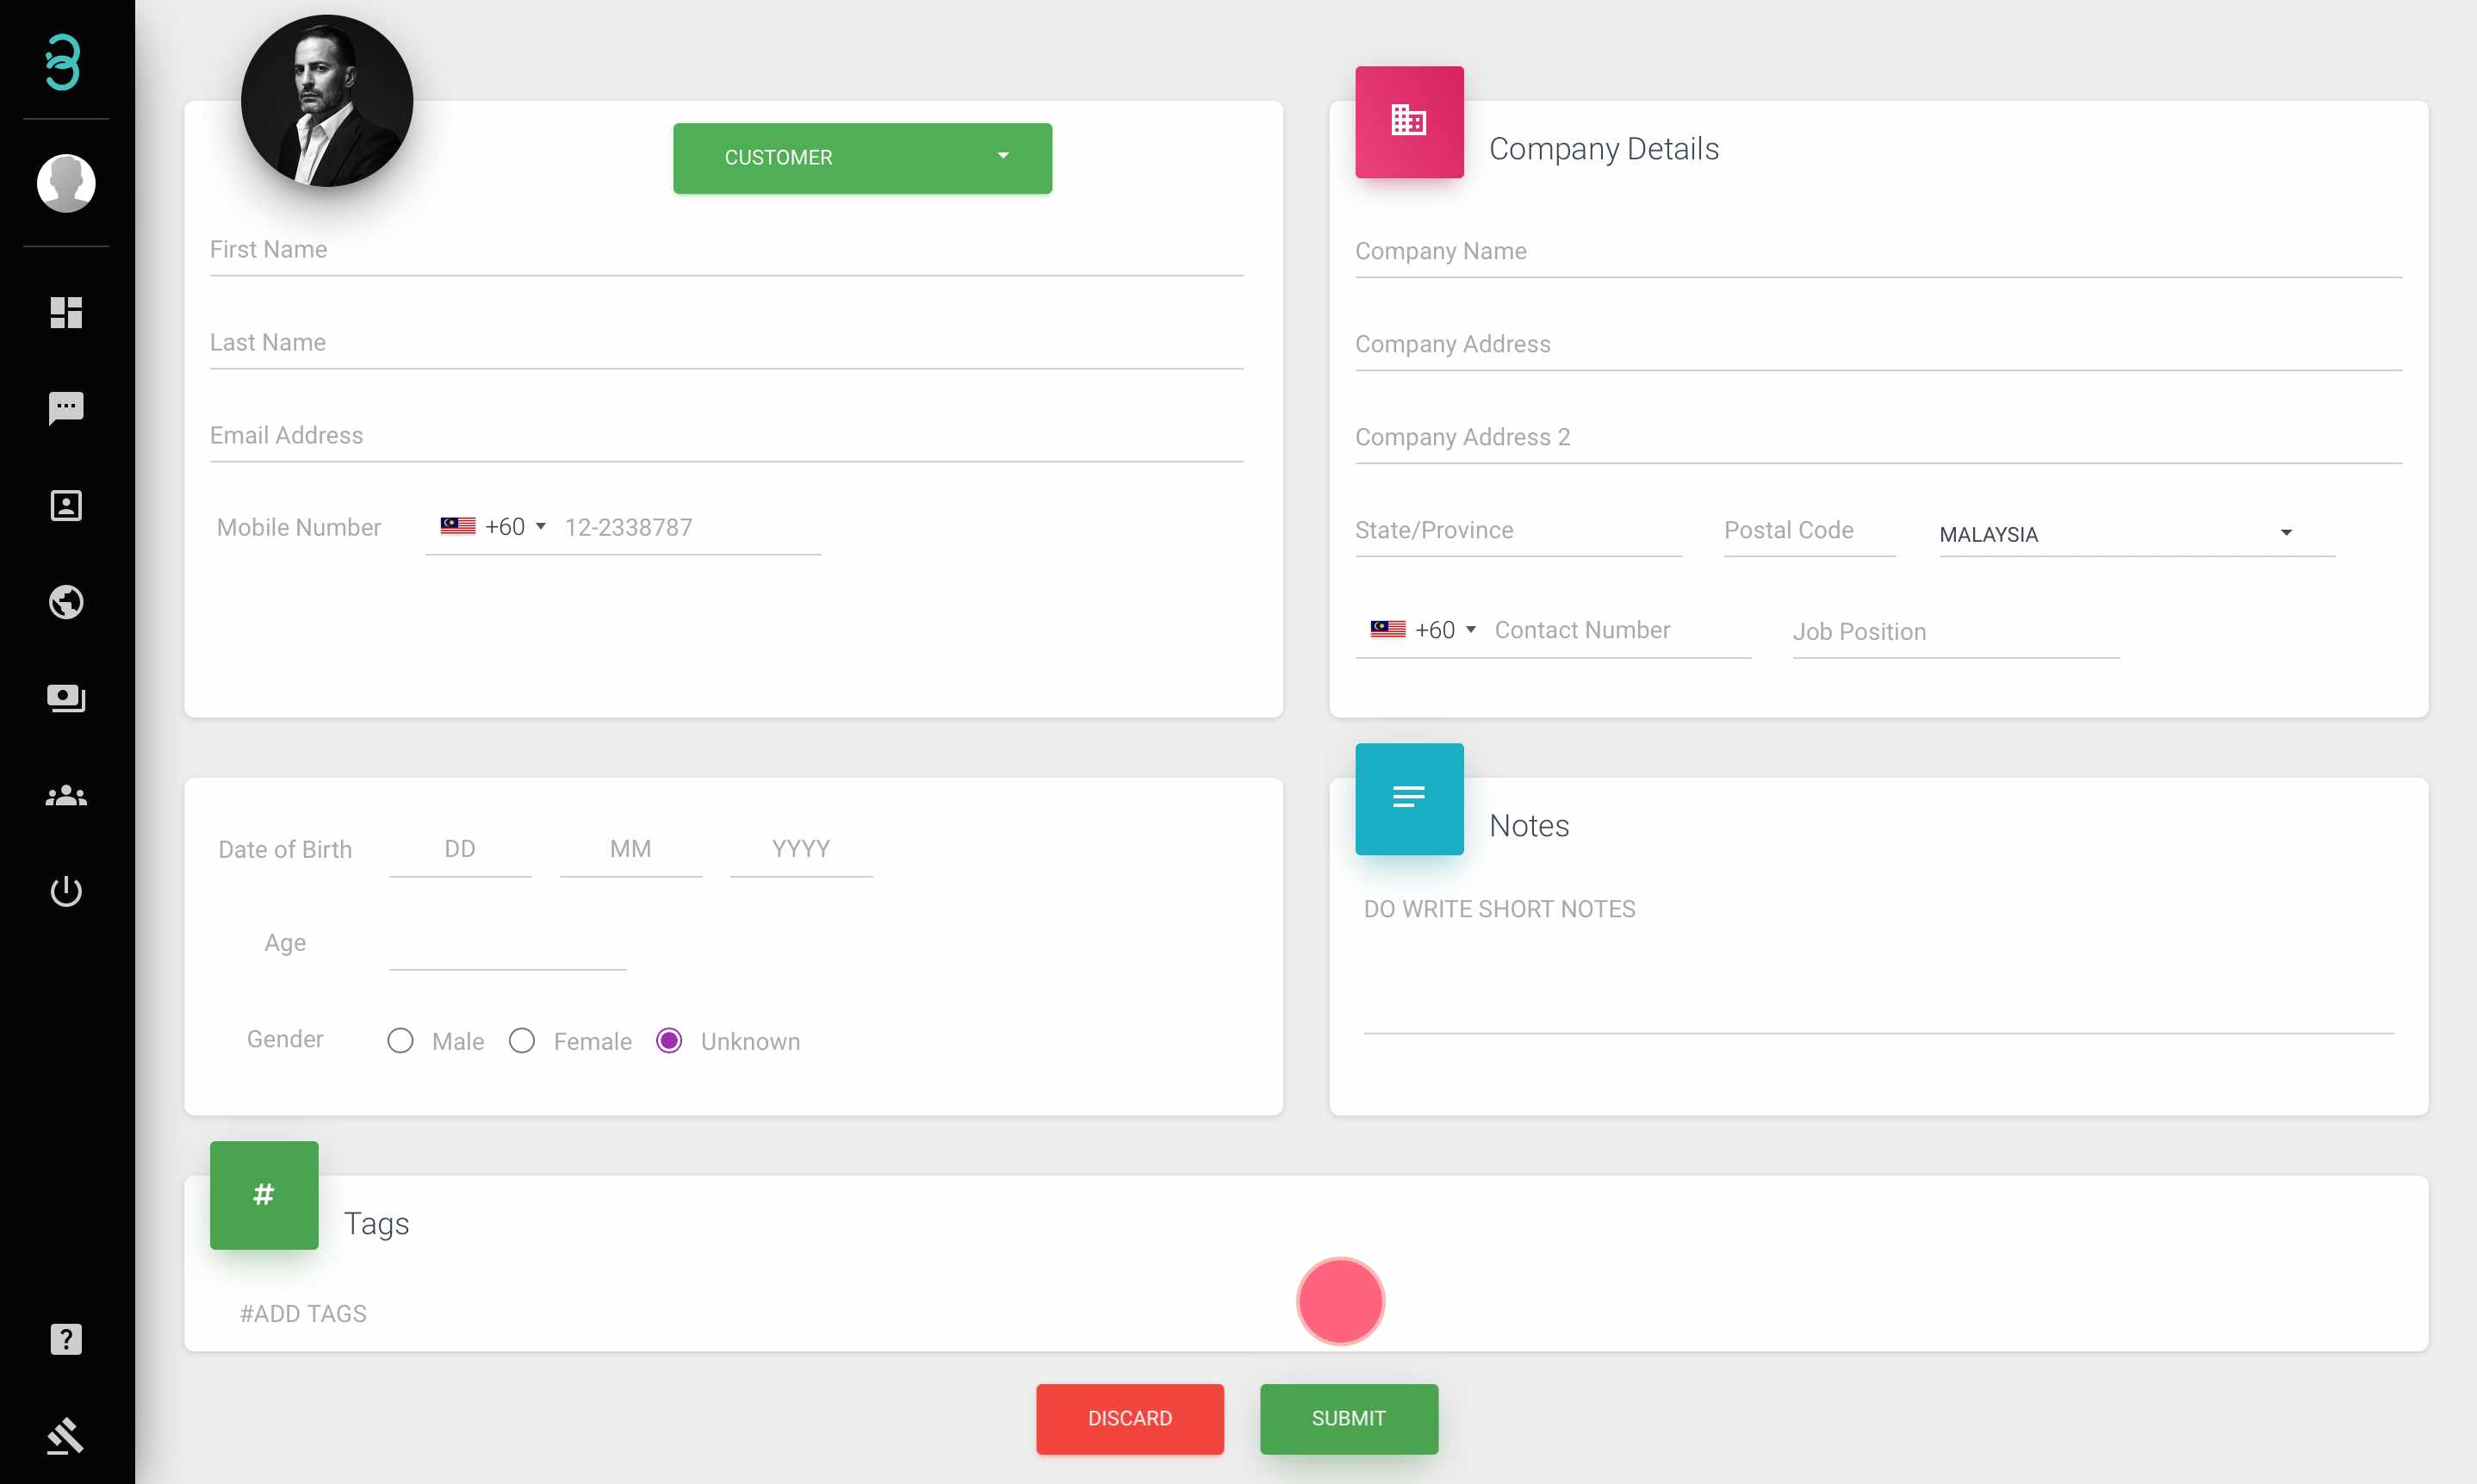 CUSTOMER
First Name
Last Name
Email Address
Mobile Number +60 12-2338787
Company Details
Company Name
Company Address
Company Address 2
State/Province Postal Code MALAYSIA
+60 Contact Number Job Position
Date of Birth DD MM YYYY
Age
Gender Male Female Unknown
Notes
DO WRITE SHORT NOTES
#
Tags
#ADD TAGS
DISCARD SUBMIT
?